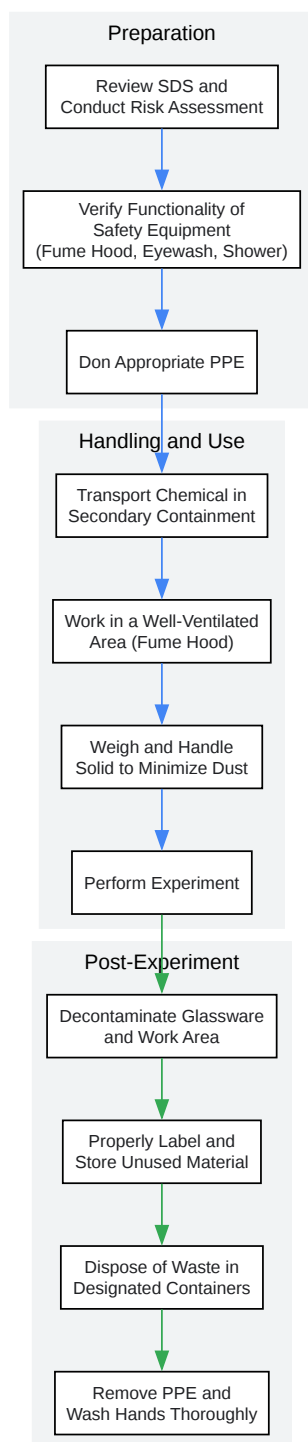 Preparation
Review SDS and
Conduct Risk Assessment
Verify Functionality of
Safety Equipment
(Fume Hood, Eyewash, Shower)
Don Appropriate PPE
Handling and Use
Transport Chemical in
Secondary Containment
Work in a Well-Ventilated
Area (Fume Hood)
Weigh and Handle
Solid to Minimize Dust
Perform Experiment
Post-Experiment
Decontaminate Glassware
and Work Area
Properly Label and
Store Unused Material
Dispose of Waste in
Designated Containers
Remove PPE and
Wash Hands Thoroughly